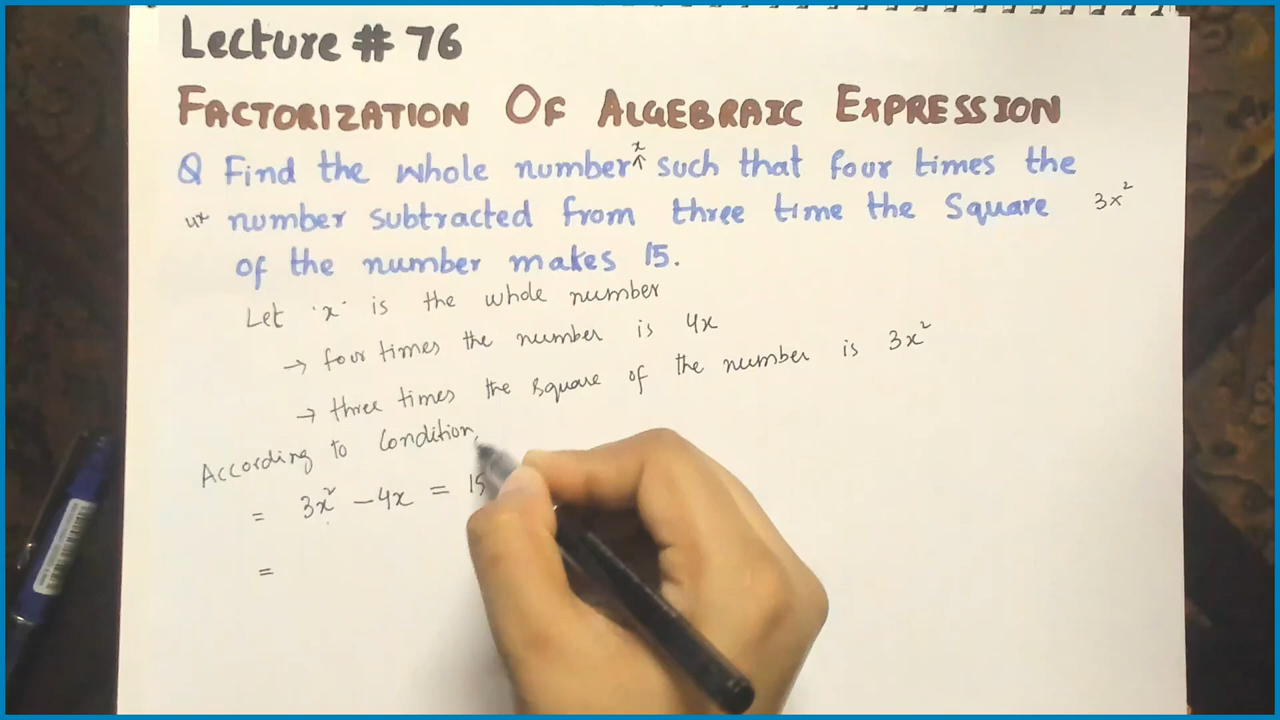 Lecture # 76
FACTORIZATION OF ALGEBRAIC EXPRESSION
x
Q Find the whole number↑ such that four times the
4x number subtracted from three time the Square 3x²
of the number makes 15.
Let 'x' is the whole number
→ four times the number is 4x
→ three times the square of the number is 3x²
According to Condition,
= 3x² - 4x = 15
=